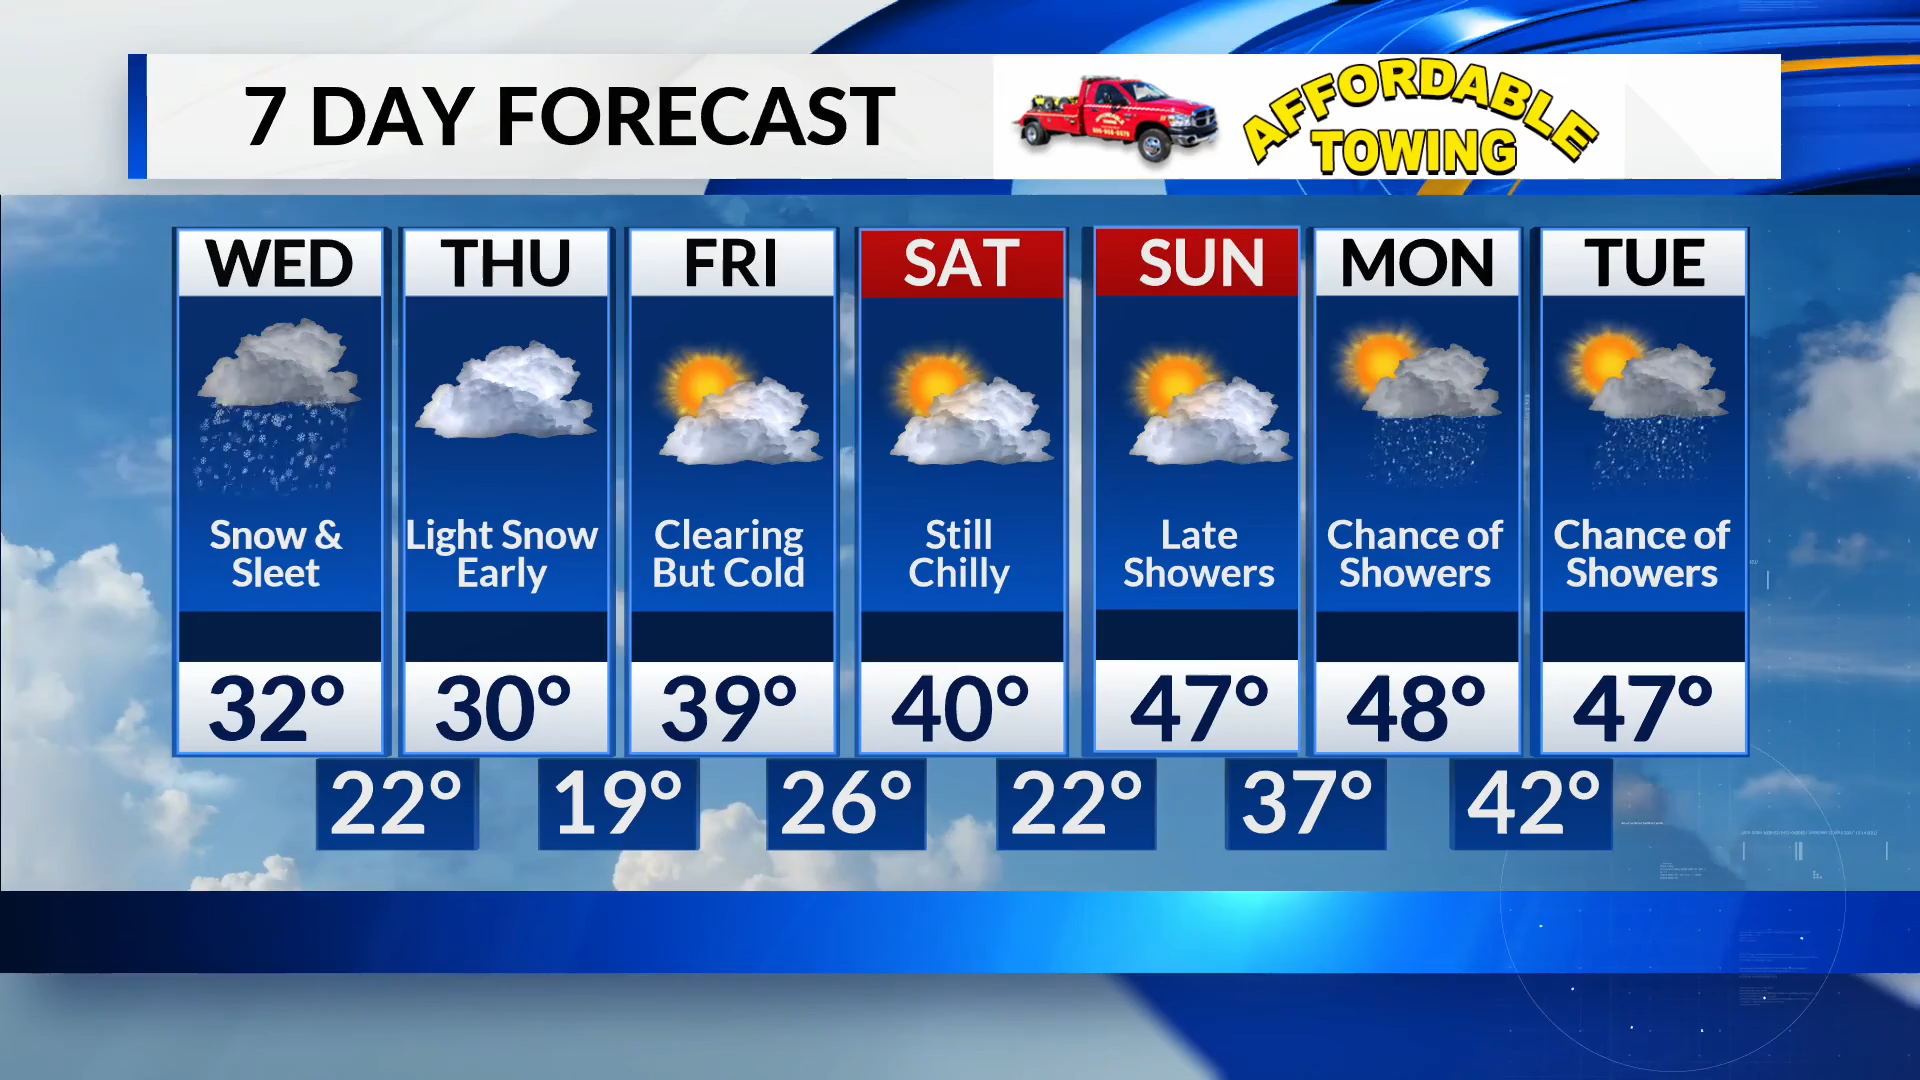 7 DAY FORECAST
AFFORDABLE
TOWING
WED
THU
FRI
SAT
SUN
MON
TUE
Snow &
Sleet
Light Snow
Early
Clearing
But Cold
Still
Chilly
Late
Showers
Chance of
Showers
Chance of
Showers
32°
30°
39°
40°
47°
48°
47°
22°
19°
26°
22°
37°
42°